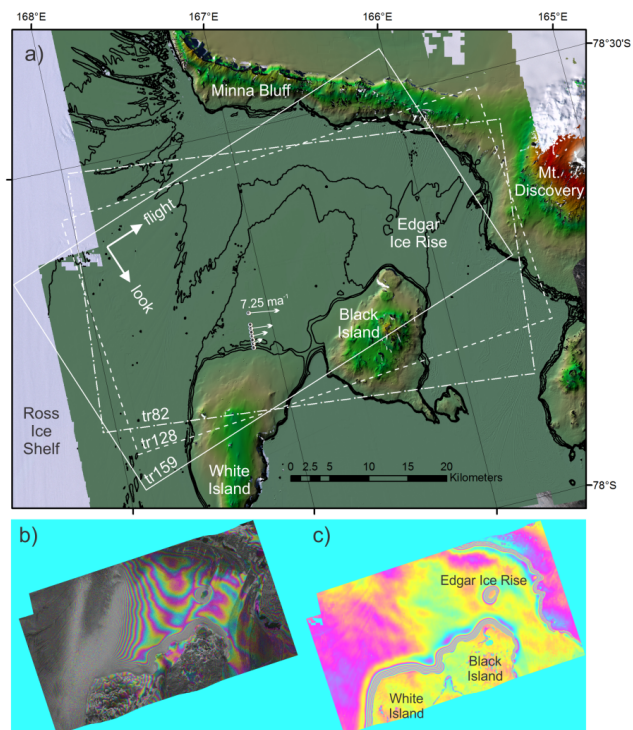 168°
167°E
166°E
165°E
a)
78°30'S
Minna Bluff
Mt.
Discovery
flight
look
Edgar
Ice Rise
7.25 ma⁻¹
Black
Island
Ross
Ice
Shelf
tr82
tr128
tr159
White
Island
0 2.5 5 10 15 20
Kilometers
78°S
b)
c)
Edgar Ice Rise
Black
Island
White
Island